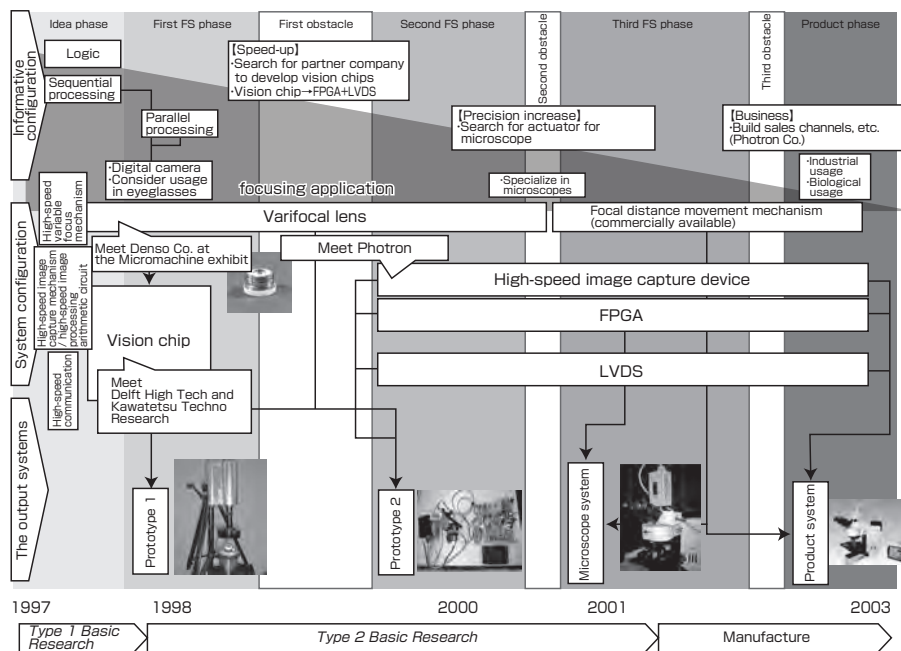 Idea phase
First FS phase
First obstacle
Second FS phase
Second obstacle
Third FS phase
Third obstacle
Product phase
Informative
configuration
Logic
Sequential
processing
Parallel
processing
・Digital camera
・Consider usage
in eyeglasses
【Speed-up】
・Search for partner company
to develop vision chips
・Vision chip→FPGA+LVDS
【Precision increase】
・Search for actuator for
microscope
・Specialize in
microscopes
【Business】
・Build sales channels, etc.
(Photron Co.)
・Industrial
usage
・Biological
usage
focusing application
System configuration
High-speed
variable
focus
mechanism
Varifocal lens
Focal distance movement mechanism
(commercially available)
Meet Denso Co. at
the Micromachine exhibit
Meet Photron
High-speed image
capture mechanism
/ high-speed image
processing
arithmetic circuit
Vision chip
High-speed image capture device
FPGA
LVDS
High-speed
communication
Meet
Delft High Tech and
Kawatetsu Techno
Research
The output systems
Prototype 1
Prototype 2
Microscope system
Product system
1997
1998
2000
2001
2003
Type 1 Basic
Research
Type 2 Basic Research
Manufacture